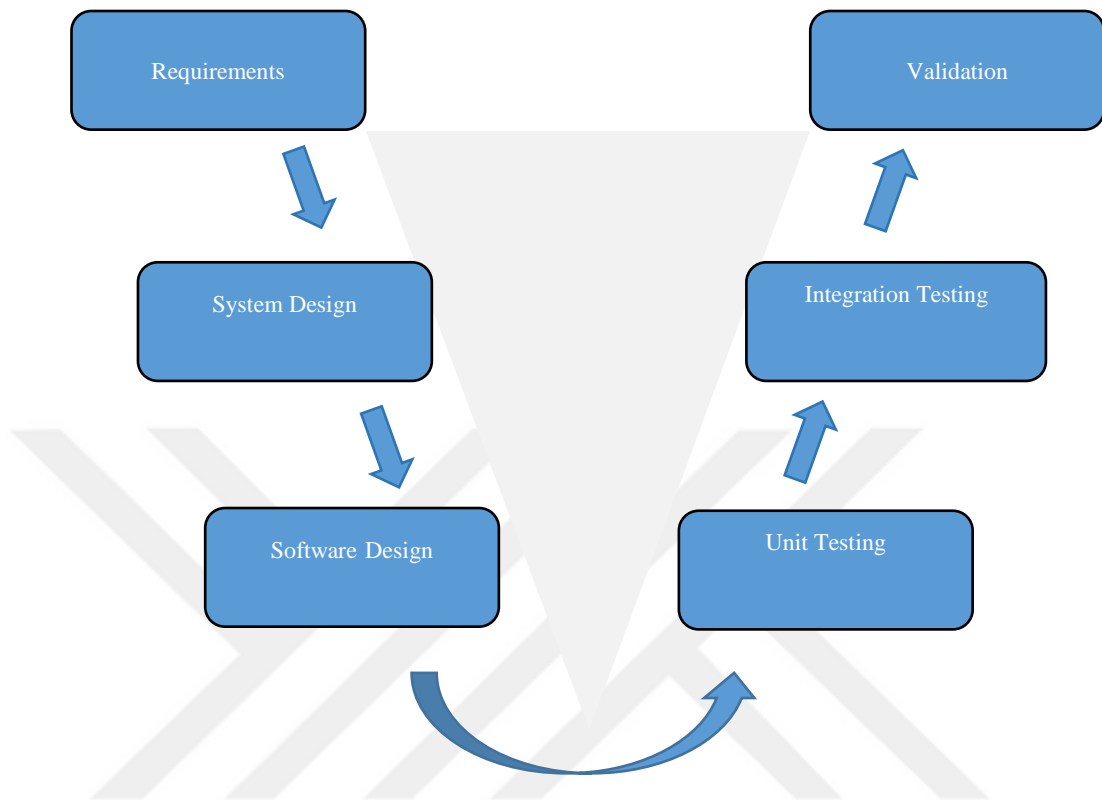 Requirements
Validation
System Design
Integration Testing
Software Design
Unit Testing